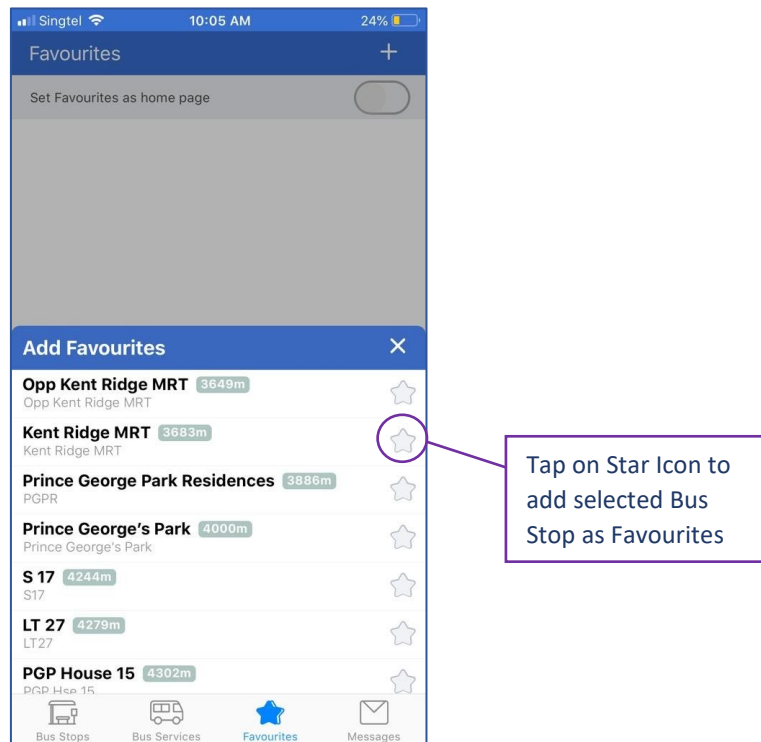 Singtel 10:05 AM 24%
Favourites +
Set Favourites as home page
Add Favourites ×
Opp Kent Ridge MRT 3649m
Opp Kent Ridge MRT
Kent Ridge MRT 3683m
Kent Ridge MRT
Prince George Park Residences 3886m
PGPR
Prince George's Park 4000m
Prince George's Park
S 17 4244m
S17
LT 27 4279m
LT27
PGP House 15 4302m
PGP Hse 15
Bus Stops Bus Services Favourites Messages
Tap on Star Icon to
add selected Bus
Stop as Favourites